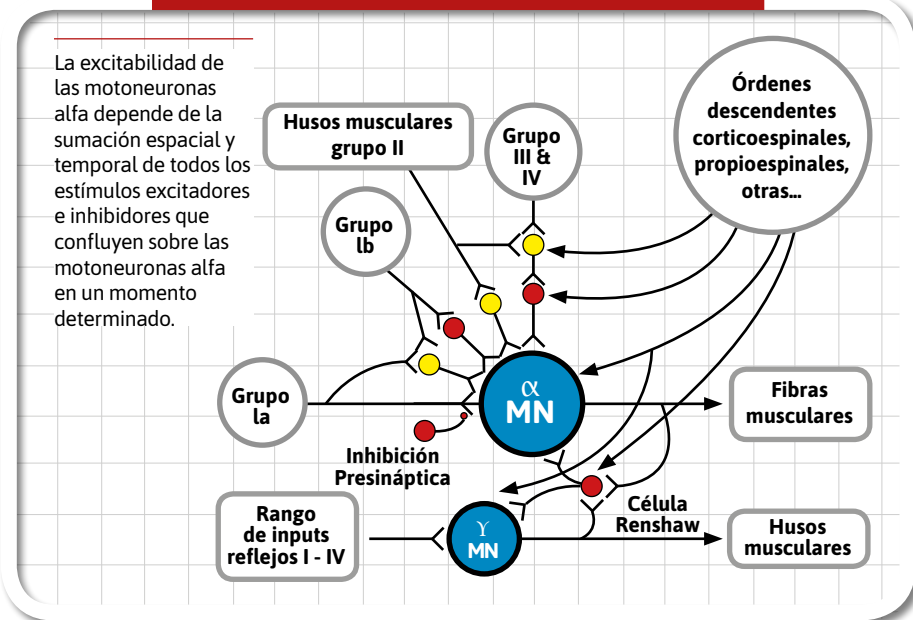 La excitabilidad de
las motoneuronas
alfa depende de la
sumación espacial y
temporal de todos los
estímulos excitadores
e inhibidores que
confluyen sobre las
motoneuronas alfa
en un momento
determinado.
Husos musculares
grupo II
Grupo
III &
IV
Órdenes
descendentes
corticoespinales,
propioespinales,
otras...
Grupo
lb
Grupo
la
α
MN
Fibras
musculares
Inhibición
Presináptica
Célula
Renshaw
Rango
de inputs
reflejos I - IV
ϒ
MN
Husos
musculares